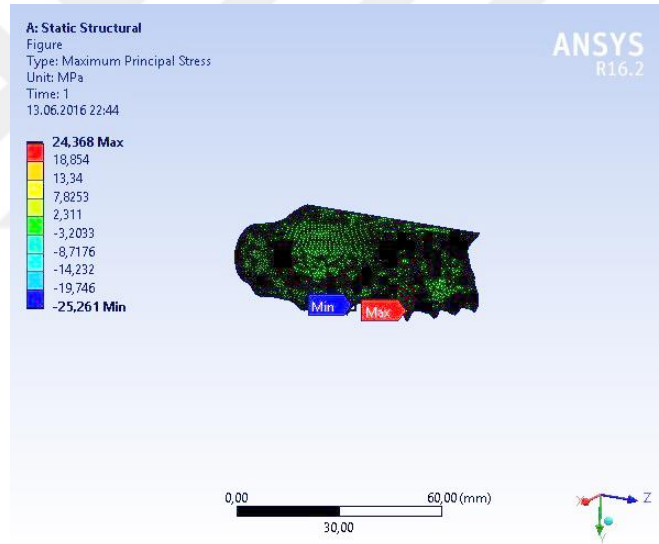 A: Static Structural
Figure
Type: Maximum Principal Stress
Unit: MPa
Time: 1
13.06.2016 22:44
ANSYS
R16.2
24,368 Max
18,854
13,34
7,8253
2,311
-3,2033
-8,7176
-14,232
-19,746
-25,261 Min
Min
Max
0,00
60,00 (mm)
30,00
X
Z
Y